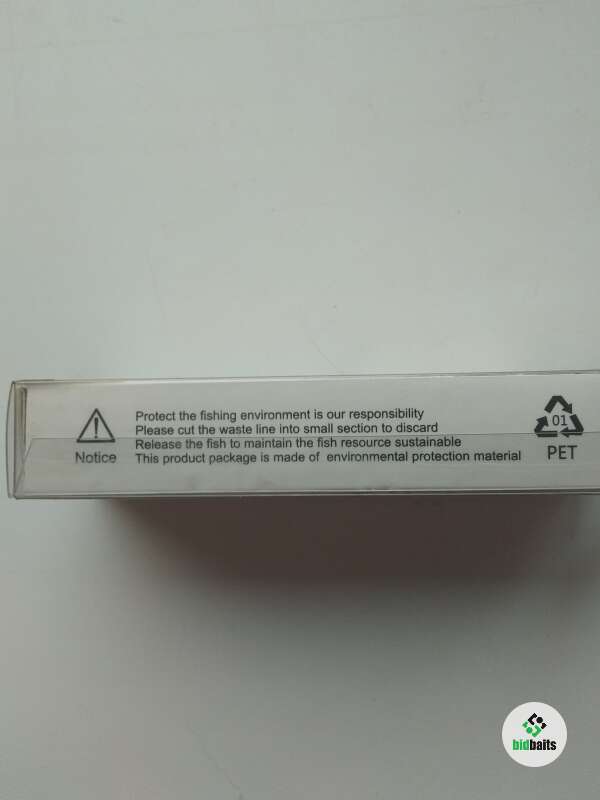 Protect the fishing environment is our responsibility
Please cut the waste line into small section to discard
Release the fish to maintain the fish resource sustainable
This product package is made of environmental protection material
Notice
01
PET
bidbaits